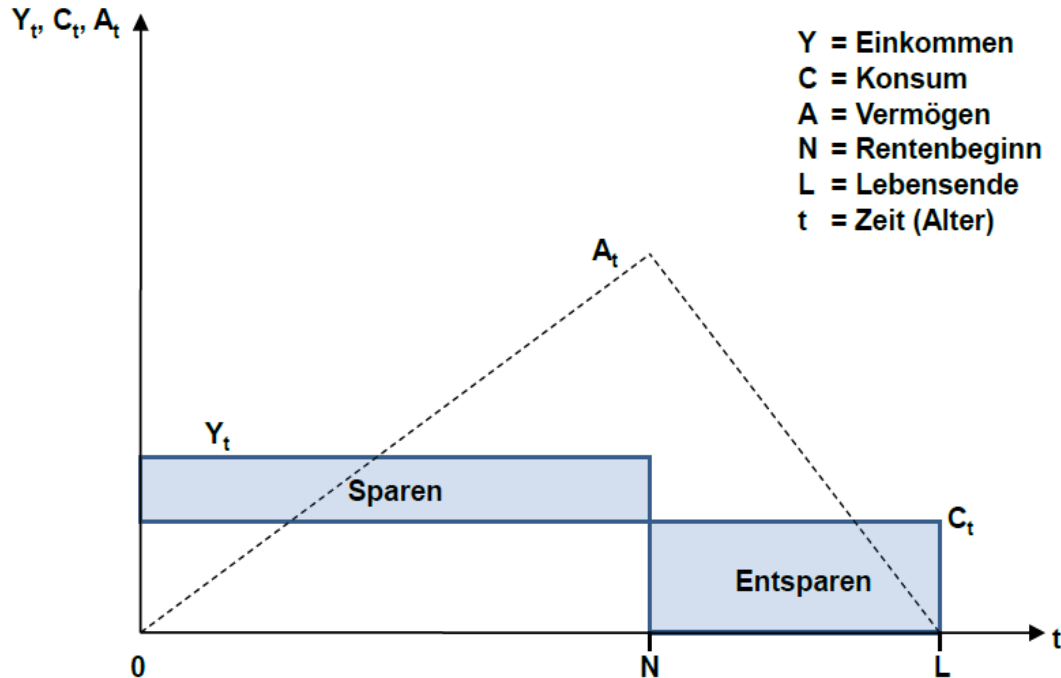 Yt, Ct, At
Y = Einkommen
C = Konsum
A = Vermögen
N = Rentenbeginn
L = Lebensende
t = Zeit (Alter)
At
Yt
Sparen
Ct
Entsparen
t
0
N
L